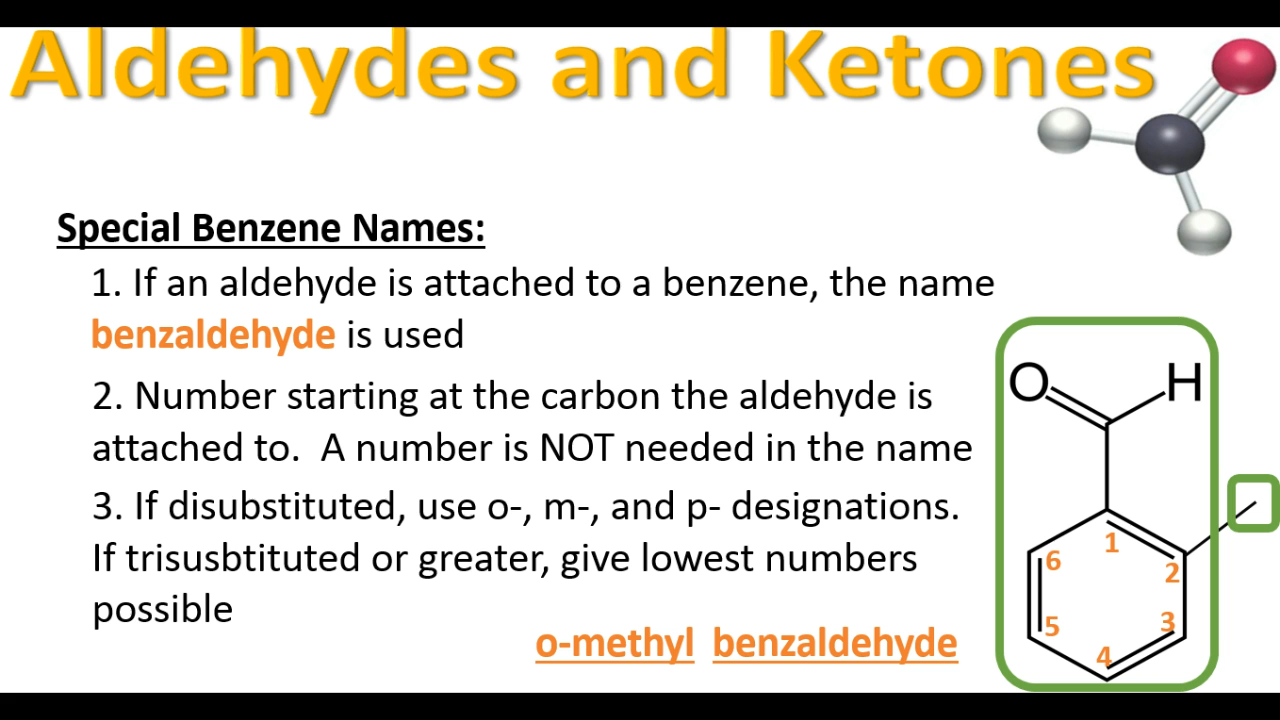 Aldehydes and Ketones
Special Benzene Names:
1. If an aldehyde is attached to a benzene, the name
benzaldehyde is used
2. Number starting at the carbon the aldehyde is
attached to.  A number is NOT needed in the name
3. If disubstituted, use o-, m-, and p- designations.
If trisusbtituted or greater, give lowest numbers
possible
o-methyl benzaldehyde
O H
1
6
2
5
3
4